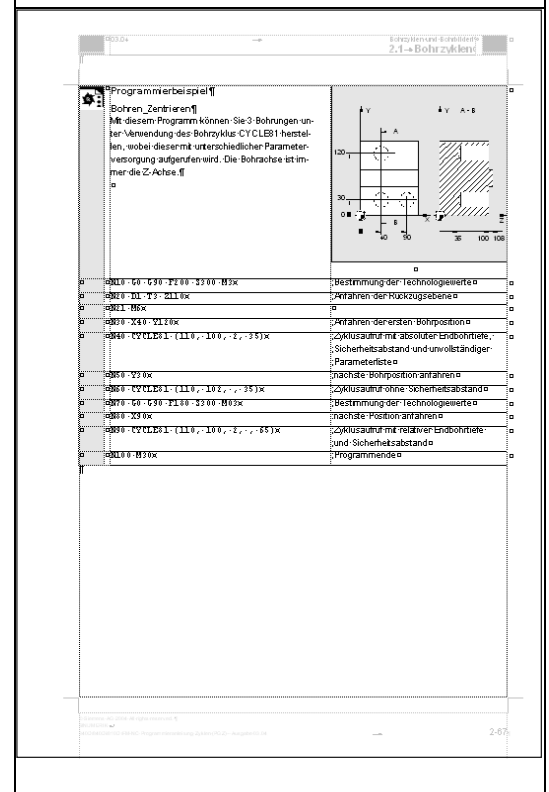 03.04
Bohrzyklen und Bohrbilder
2.1 Bohrzyklen
Programmierbeispiel
Bohren_Zentrieren
Mit diesem Programm können Sie 3 Bohrungen un-
ter Verwendung des Bohrzyklus CYCLE81 herstel-
len, wobei dieser mit unterschiedlicher Parameter-
versorgung aufgerufen wird. Die Bohrachse ist im-
mer die Z-Achse.
Y
Y A - B
A
120
30
0
X
Z
B
40 90
35 100 108
N10 G0 G90 F200 S300 M3 ;Bestimmung der Technologiewerte
N20 D1 T3 Z110 ;Anfahren der Rückzugsebene
N21 M6
N30 X40 Y120 ;Anfahren der ersten Bohrposition
N40 CYCLE81 (110, 100, 2, 35) ;Zyklusaufruf mit absoluter Endbohrtiefe,
;Sicherheitsabstand und unvollständiger
;Parameterliste
N50 Y30 ;nächste Bohrposition anfahren
N60 CYCLE81 (110, 102, , 35) ;Zyklusaufruf ohne Sicherheitsabstand
N70 G0 G90 F180 S300 M03 ;Bestimmung der Technologiewerte
N80 X90 ;nächste Position anfahren
N90 CYCLE81 (110, 100, 2, , 65) ;Zyklusaufruf mit relativer Endbohrtiefe
;und Sicherheitsabstand
N100 M30 ;Programmende
2-67